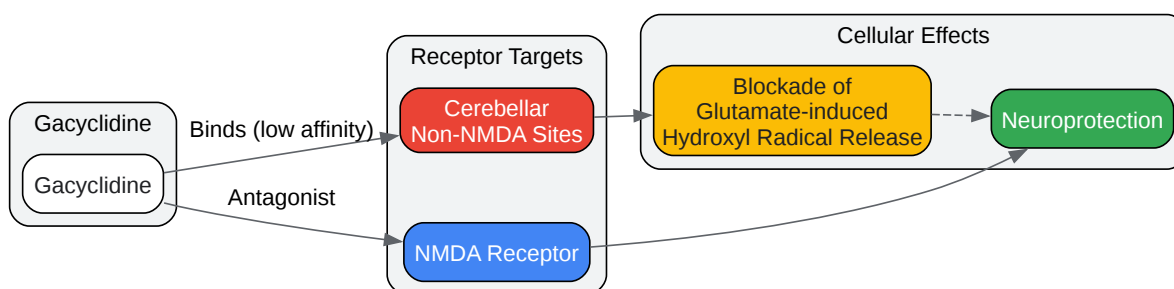 Cellular Effects
Receptor Targets
Blockade of
Glutamate-induced
Hydroxyl Radical Release
Cerebellar
Non-NMDA Sites
Neuroprotection
Gacyclidine
Binds (low affinity)
Gacyclidine
Antagonist
NMDA Receptor